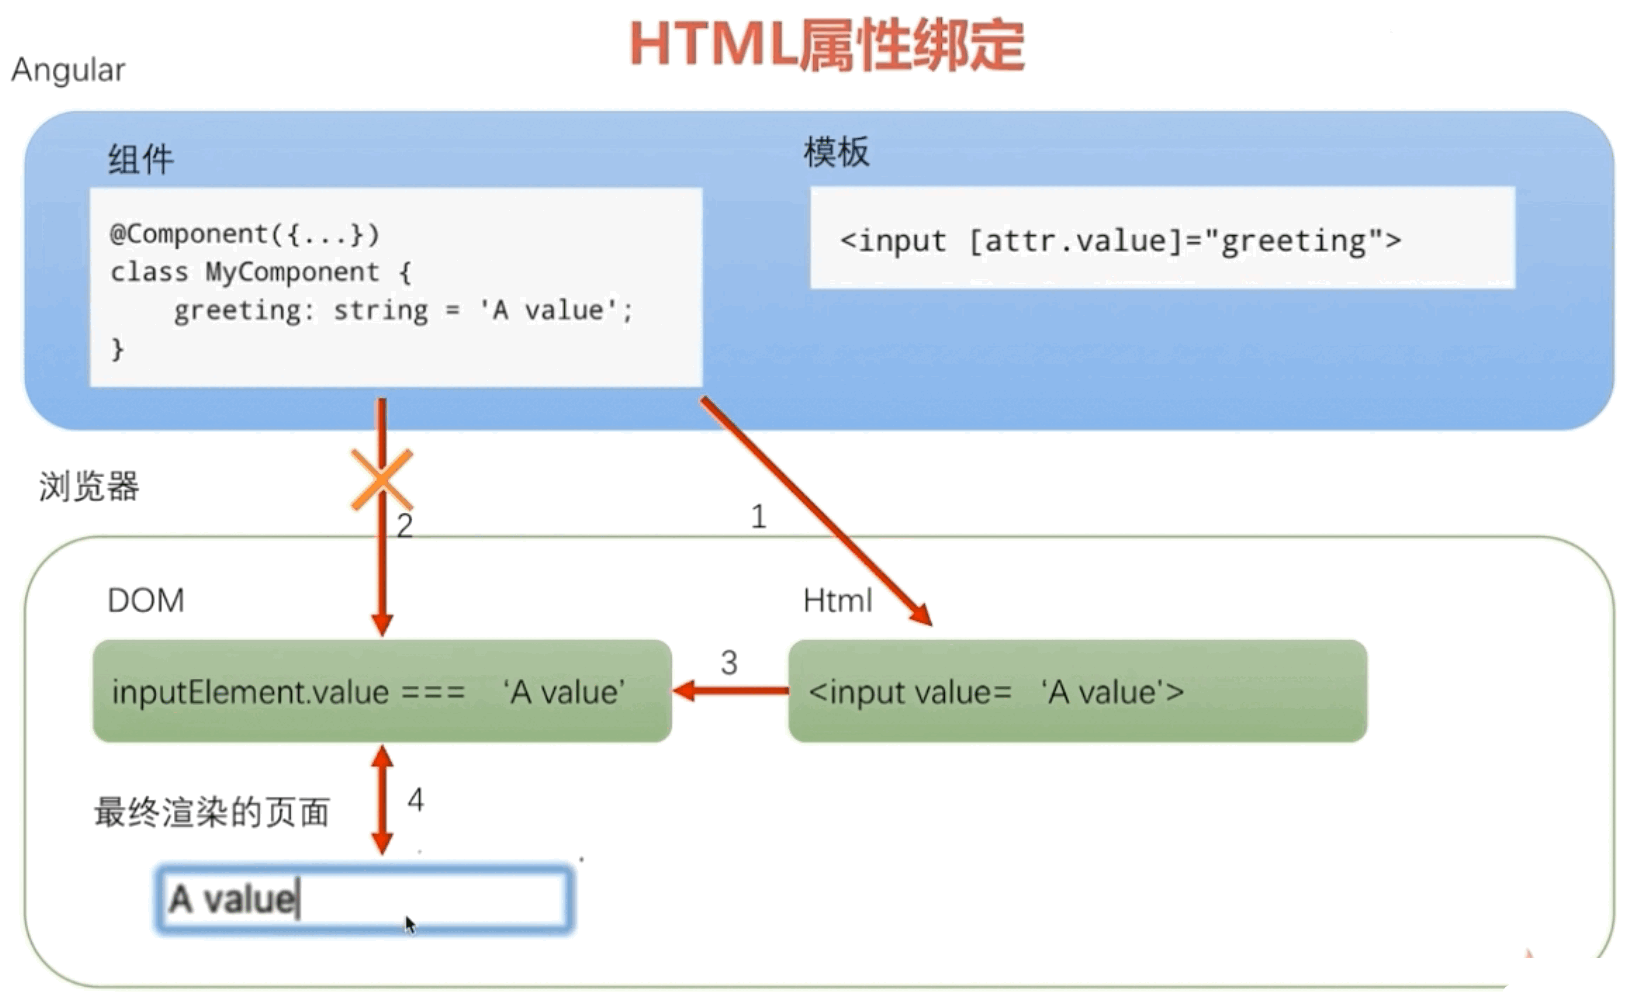 HTML属性绑定
Angular
组件
@Component({...})
class MyComponent {
    greeting: string = 'A value';
}
模板
<input [attr.value]="greeting">
浏览器
2
1
DOM
inputElement.value === ‘A value’
3
Html
<input value= ‘A value'>
4
最终渲染的页面
A value